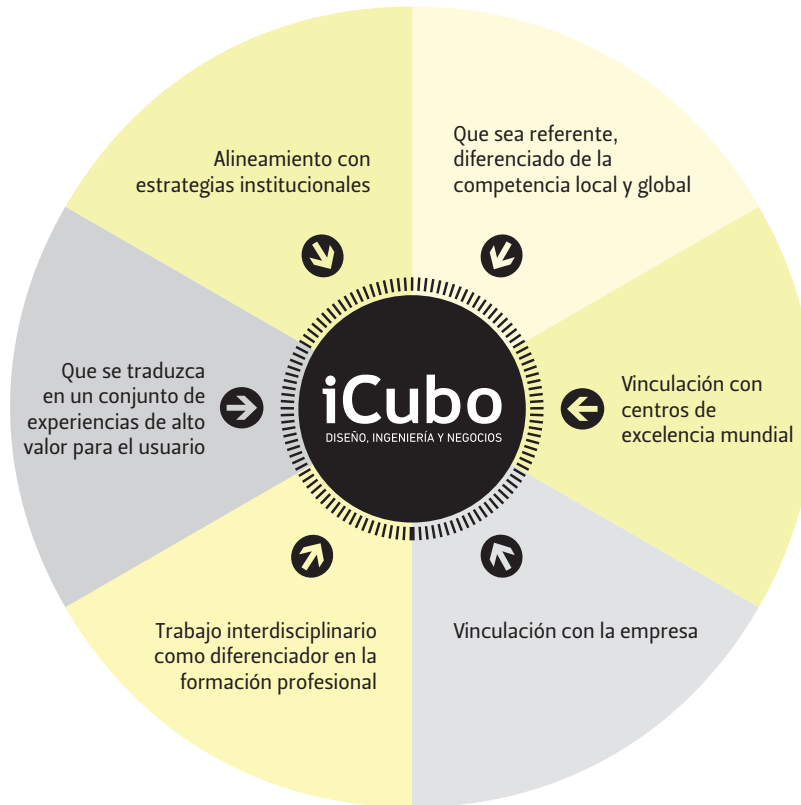 Alineamiento con
estrategias institucionales
Que sea referente,
diferenciado de la
competencia local y global
Que se traduzca
en un conjunto de
experiencias de alto
valor para el usuario
iCubo
DISEÑO, INGENIERÍA Y NEGOCIOS
Vinculación con
centros de
excelencia mundial
Trabajo interdisciplinario
como diferenciador en la
formación profesional
Vinculación con la empresa